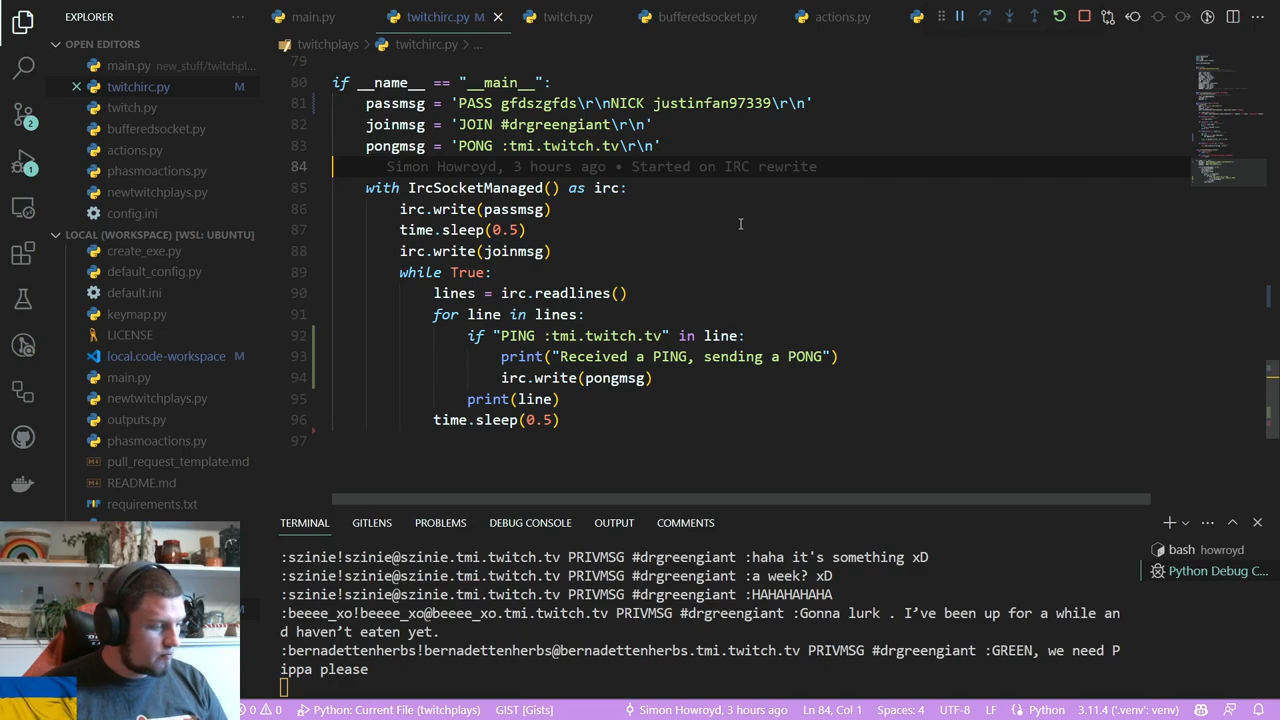 EXPLORER
main.py
twitchirc.py M
twitch.py
bufferedsocket.py
actions.py
OPEN EDITORS
twitchplays > twitchirc.py > ...
main.py new_stuff/twitchpl...
twitchirc.py M
twitch.py
bufferedsocket.py
actions.py
phasmoactions.py
newtwitchplays.py
config.ini
LOCAL (WORKSPACE) [WSL: UBUNTU]
create_exe.py
default_config.py
default.ini
keymap.py
LICENSE
local.code-workspace M
main.py
newtwitchplays.py
outputs.py
phasmoactions.py
pull_request_template.md
README.md
requirements.txt
2
1
79
80 if __name__ == "__main__":
81 passmsg = 'PASS gfdszgfds\r\nNICK justinfan97339\r\n'
82 joinmsg = 'JOIN #drgreengiant\r\n'
83 pongmsg = 'PONG :tmi.twitch.tv\r\n'
84 Simon Howroyd, 3 hours ago • Started on IRC rewrite
85 with IrcSocketManaged() as irc:
86 irc.write(passmsg)
87 time.sleep(0.5)
88 irc.write(joinmsg)
89 while True:
90 lines = irc.readlines()
91 for line in lines:
92 if "PING :tmi.twitch.tv" in line:
93 print("Received a PING, sending a PONG")
94 irc.write(pongmsg)
95 print(line)
96 time.sleep(0.5)
97
TERMINAL GITLENS PROBLEMS DEBUG CONSOLE OUTPUT COMMENTS
:szinie!szinie@szinie.tmi.twitch.tv PRIVMSG #drgreengiant :haha it's something xD
:szinie!szinie@szinie.tmi.twitch.tv PRIVMSG #drgreengiant :a week? xD
:szinie!szinie@szinie.tmi.twitch.tv PRIVMSG #drgreengiant :HAHAHAHAHA
:beeee_xo!beeee_xo@beeee_xo.tmi.twitch.tv PRIVMSG #drgreengiant :Gonna lurk . I’ve been up for a while an
d haven’t eaten yet.
:bernadettenherbs!bernadettenherbs@bernadettenherbs.tmi.twitch.tv PRIVMSG #drgreengiant :GREEN, we need P
ippa please
bash howroyd
Python Debug C...
0 0 Python: Current File (twitchplays) GIST [Gists] Simon Howroyd, 3 hours ago Ln 84, Col 1 Spaces: 4 UTF-8 LF Python 3.11.4 ('.venv': venv)